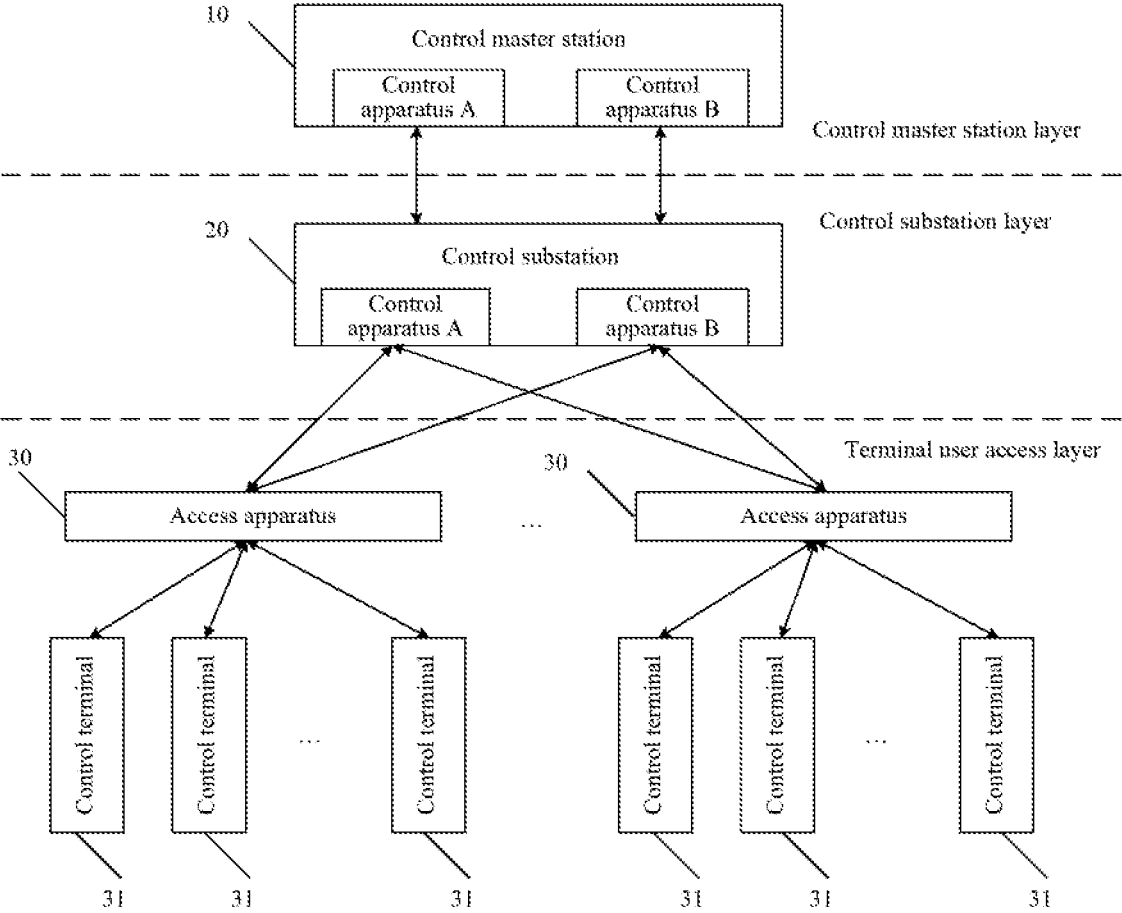 10
Control master station
Control
apparatus A
Control
apparatus B
Control master station layer
20
Control substation layer
Control substation
Control
apparatus A
Control
apparatus B
Terminal user access layer
30
30
Access apparatus
...
Access apparatus
Control terminal
Control terminal
...
Control terminal
Control terminal
Control terminal
...
Control terminal
31
31
31
31
31
31